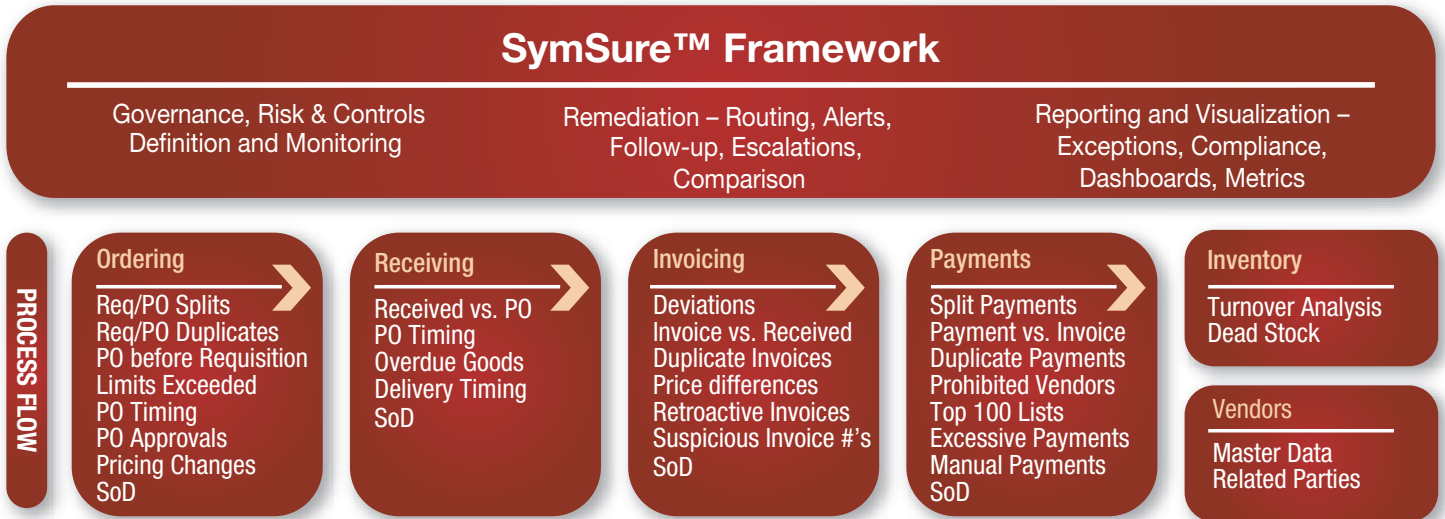 SymSure™ Framework
Governance, Risk & Controls
Definition and Monitoring
Remediation – Routing, Alerts,
Follow-up, Escalations,
Comparison
Reporting and Visualization –
Exceptions, Compliance,
Dashboards, Metrics
PROCESS FLOW
Ordering
Req/PO Splits
Req/PO Duplicates
PO before Requisition
Limits Exceeded
PO Timing
PO Approvals
Pricing Changes
SoD
Receiving
Received vs. PO
PO Timing
Overdue Goods
Delivery Timing
SoD
Invoicing
Deviations
Invoice vs. Received
Duplicate Invoices
Price differences
Retroactive Invoices
Suspicious Invoice #'s
SoD
Payments
Split Payments
Payment vs. Invoice
Duplicate Payments
Prohibited Vendors
Top 100 Lists
Excessive Payments
Manual Payments
SoD
Inventory
Turnover Analysis
Dead Stock
Vendors
Master Data
Related Parties